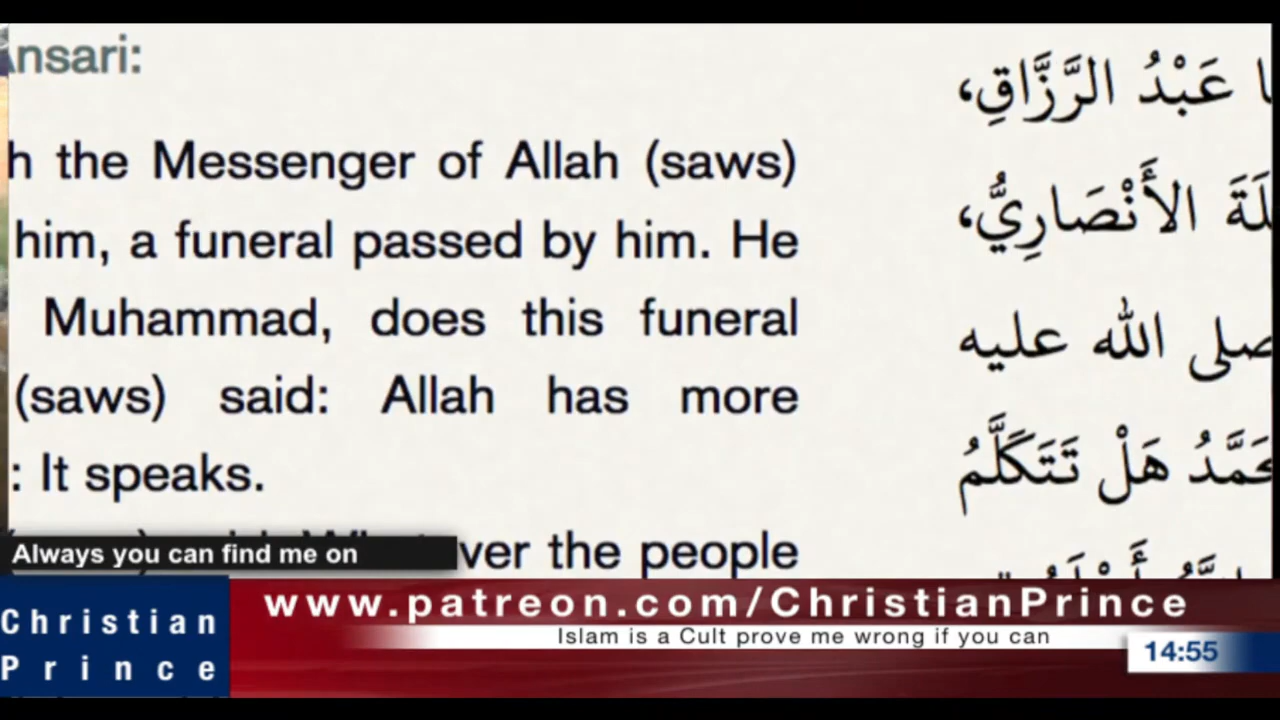 nsari:
h the Messenger of Allah (saws)
him, a funeral passed by him. He
Muhammad, does this funeral
(saws) said: Allah has more
: It speaks.
ver the people
ا عَبْدُ الرَّزَّاقِ،
لَةَ الأَنْصَارِيُّ،
صلى الله عليه
حَمَّدُ هَلْ تَتَكَلَّمُ
Always you can find me on
Christian
Prince
www.patreon.com/ChristianPrince
Islam is a Cult prove me wrong if you can
14:55